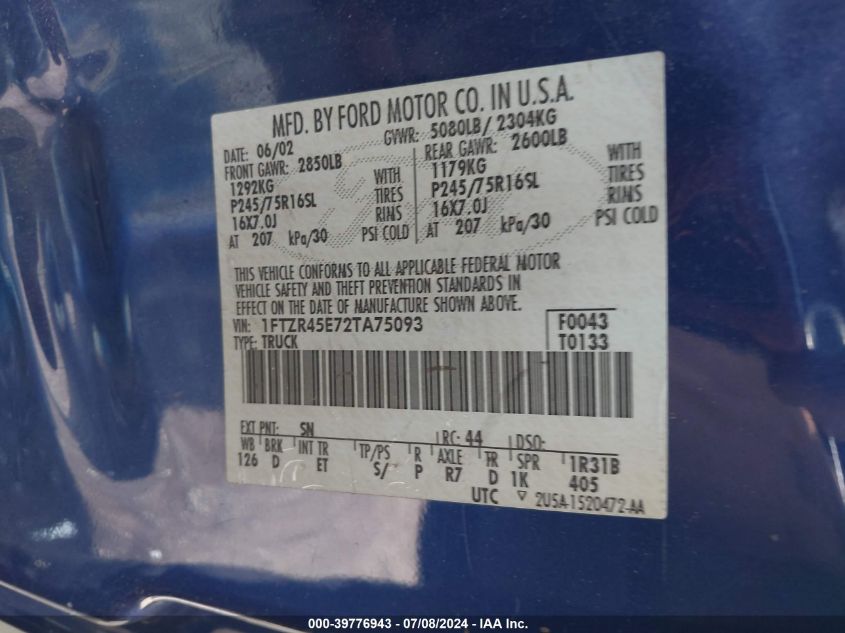 MFD. BY FORD MOTOR CO. IN U.S.A.
DATE: 06/02 GVWR: 5080LB/ 2304KG
FRONT GAWR: 2850LB REAR GAWR: 2600LB
1292KG WITH 1179KG WITH
P245/75R16SL TIRES P245/75R16SL TIRES
16X7.0J RIMS 16X7.0J RIMS
AT 207 kPa/30 PSI COLD AT 207 kPa/30 PSI COLD
THIS VEHICLE CONFORMS TO ALL APPLICABLE FEDERAL MOTOR
VEHICLE SAFETY AND THEFT PREVENTION STANDARDS IN
EFFECT ON THE DATE OF MANUFACTURE SHOWN ABOVE.
VIN: 1FTZR45E72TA75093 F0043
TYPE: TRUCK T0133
EXT PNT: SN RC: 44 DSO:
WB BRK INT TR TP/PS R AXLE TR SPR 1R31B
126 D ET S/ P R7 D 1K 405
UTC ▽ 2U5A-1520472-AA
000-39776943 - 07/08/2024 - IAA Inc.